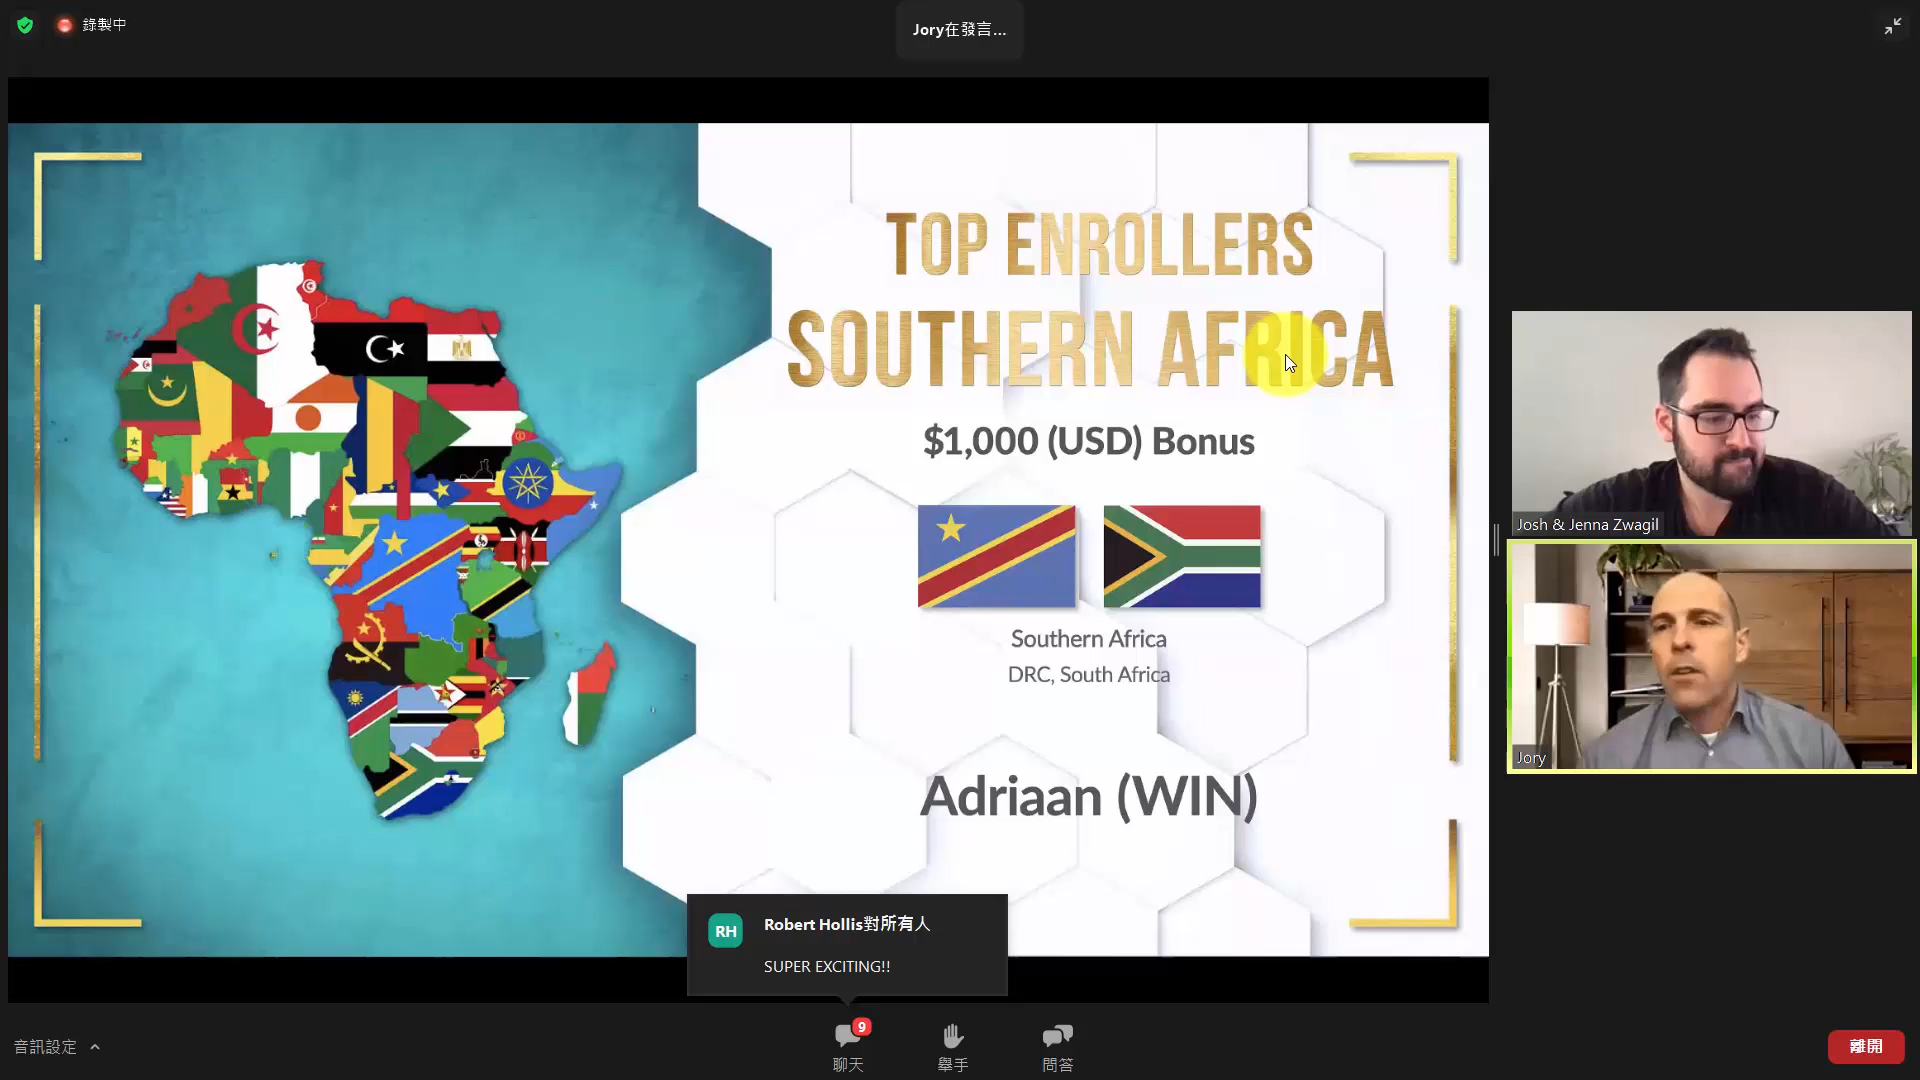 錄製中
Jory在發言...
TOP ENROLLERS
SOUTHERN AFRICA
$1,000 (USD) Bonus
Southern Africa
DRC, South Africa
Adriaan (WIN)
Josh & Jenna Zwagil
Jory
RH
Robert Hollis對所有人
SUPER EXCITING!!
音訊設定
9
聊天
舉手
問答
離開